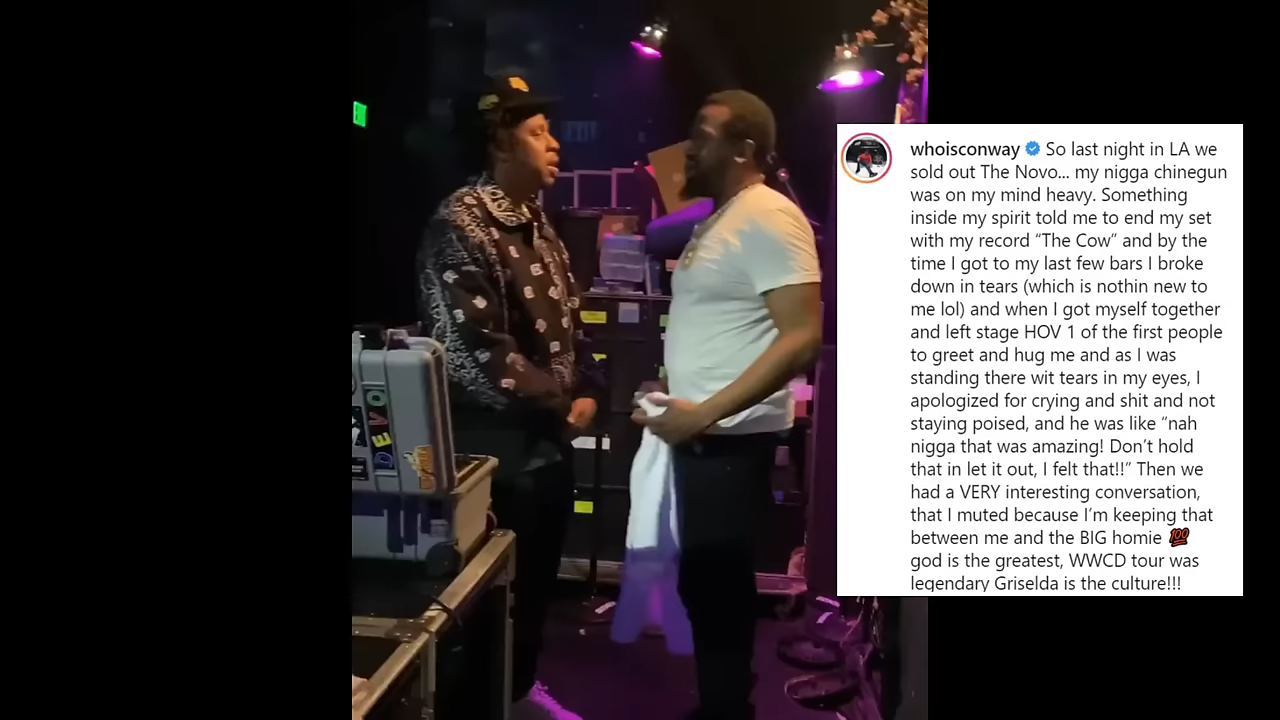 whoisconway So last night in LA we
sold out The Novo... my nigga chinegun
was on my mind heavy. Something
inside my spirit told me to end my set
with my record “The Cow” and by the
time I got to my last few bars I broke
down in tears (which is nothin new to
me lol) and when I got myself together
and left stage HOV 1 of the first people
to greet and hug me and as I was
standing there wit tears in my eyes, I
apologized for crying and shit and not
staying poised, and he was like “nah
nigga that was amazing! Don’t hold
that in let it out, I felt that!!” Then we
had a VERY interesting conversation,
that I muted because I’m keeping that
between me and the BIG homie 💯
god is the greatest, WWCD tour was
legendary Griselda is the culture!!!
EXIT
DEVO